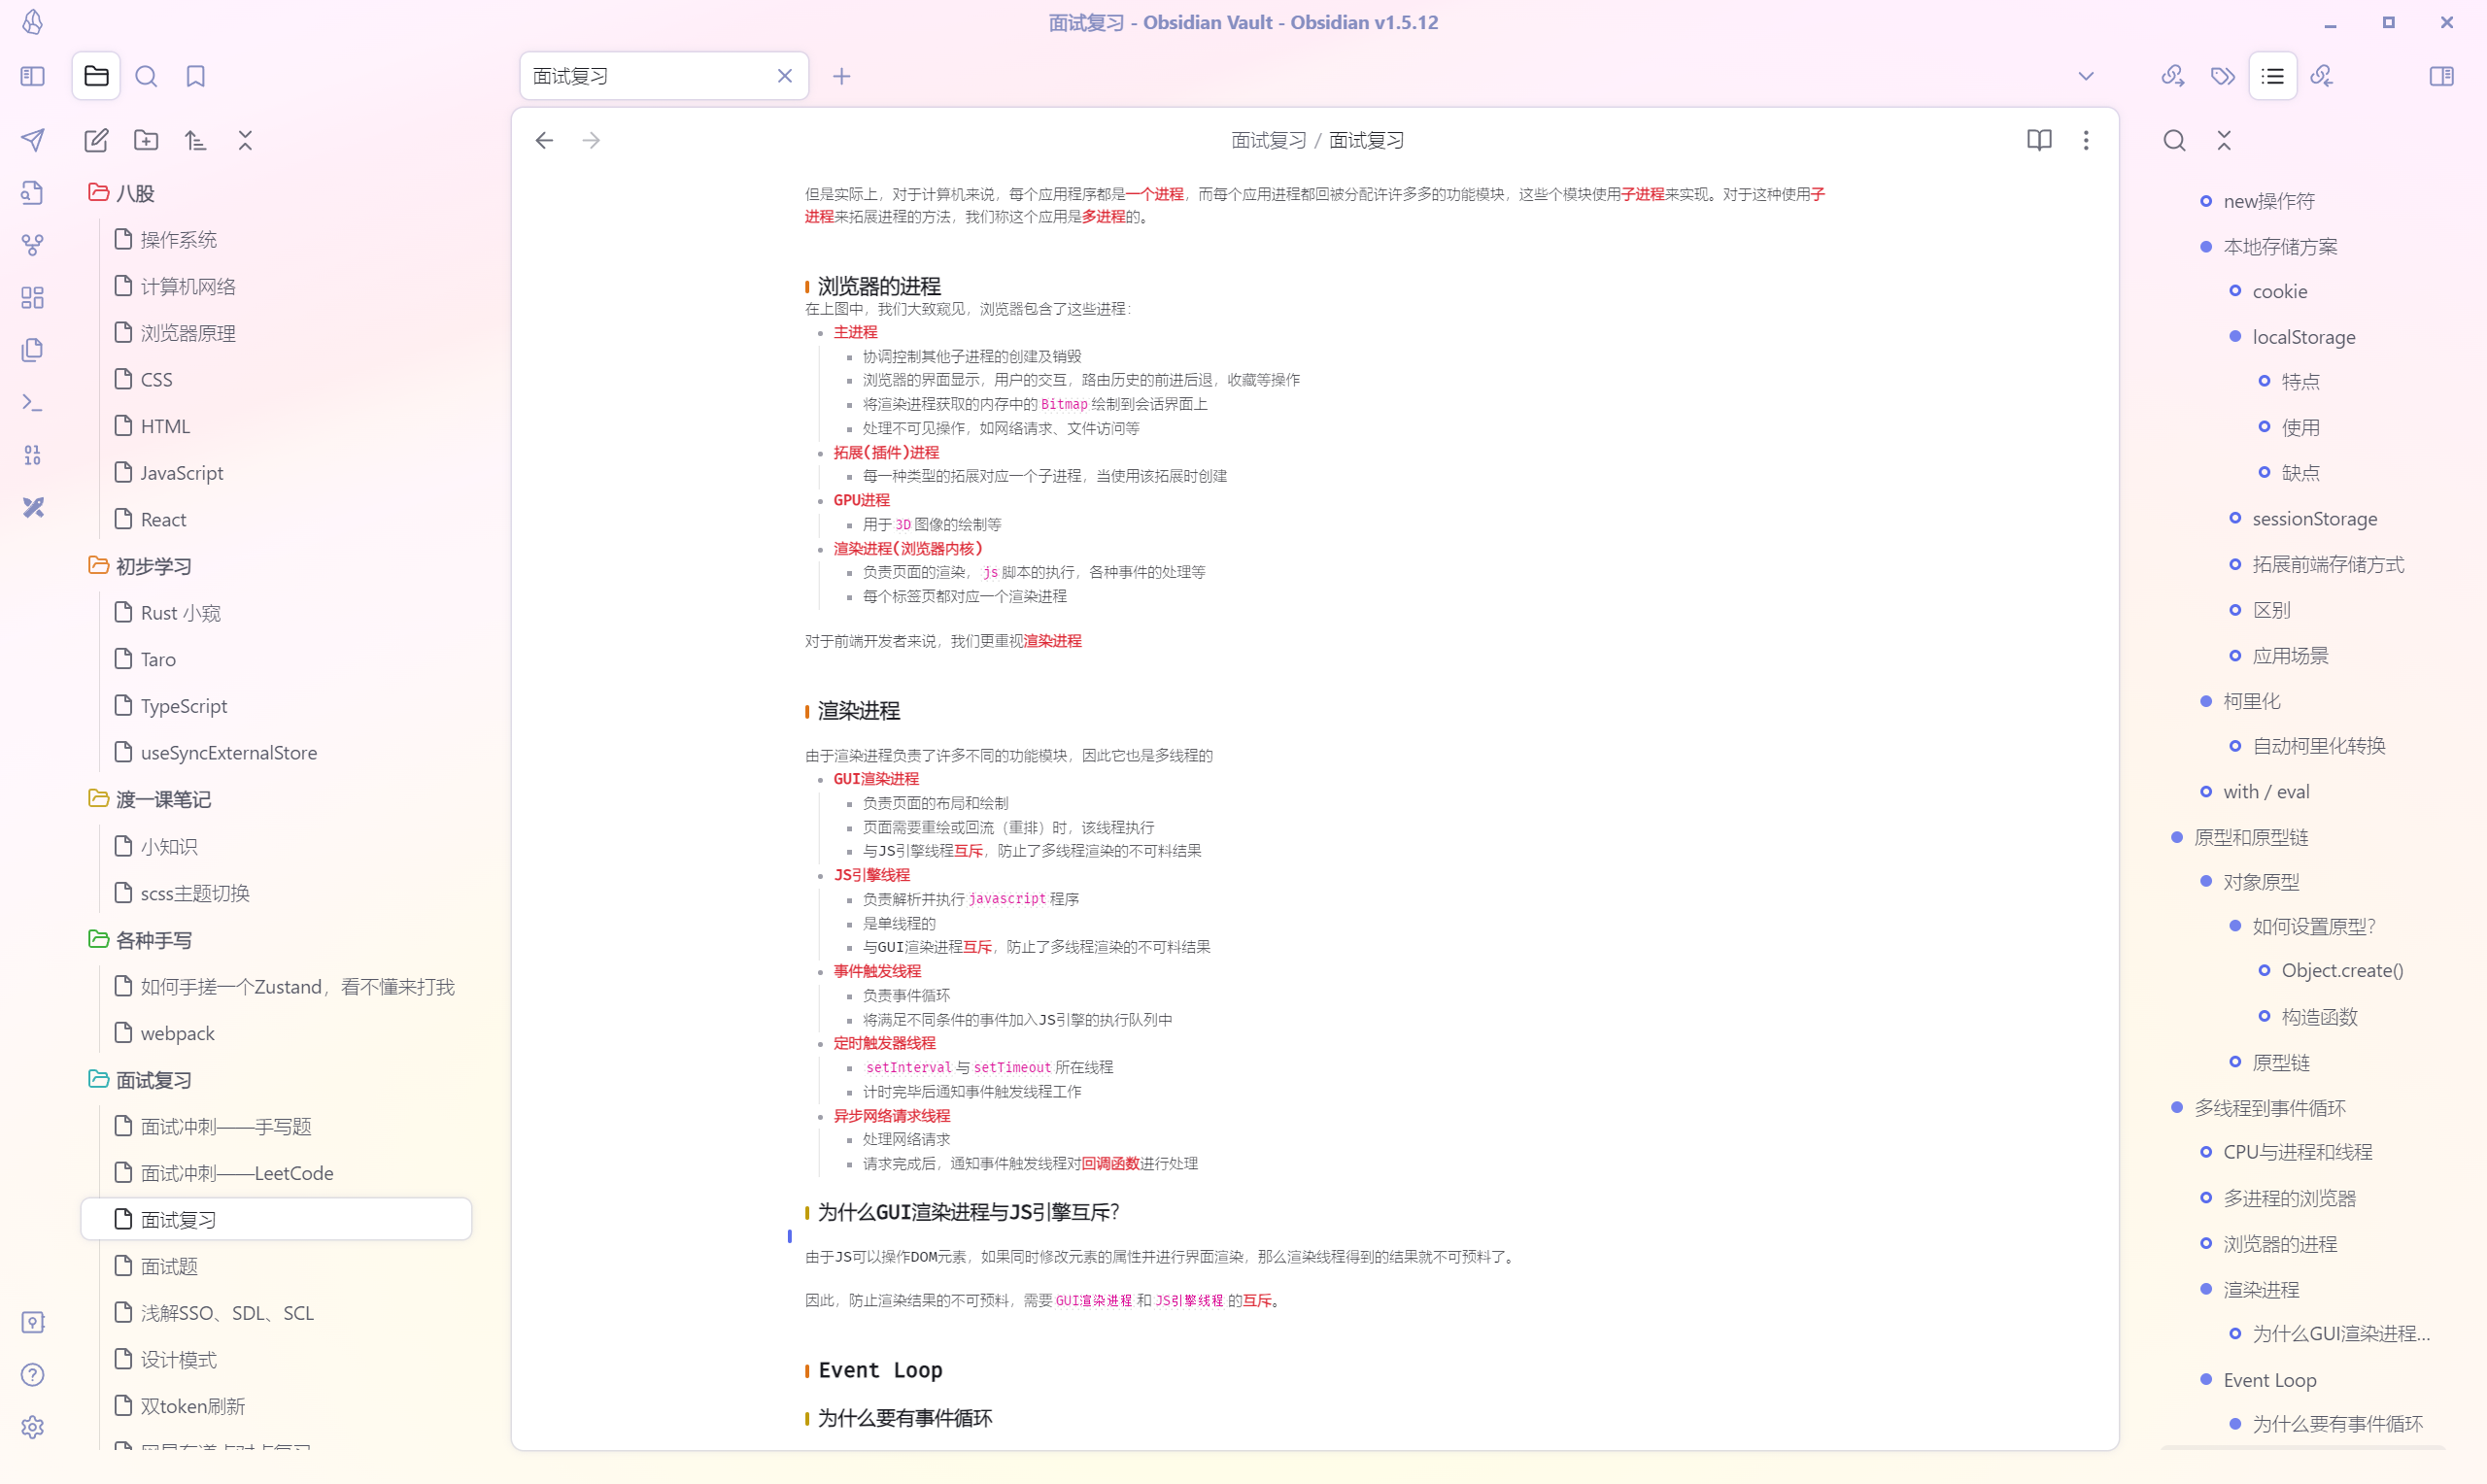 面试复习 - Obsidian Vault - Obsidian v1.5.12
面试复习
面试复习 / 面试复习
八股
操作系统
计算机网络
浏览器原理
CSS
HTML
JavaScript
React
初步学习
Rust 小窥
Taro
TypeScript
useSyncExternalStore
渡一课笔记
小知识
scss主题切换
各种手写
如何手搓一个Zustand，看不懂来打我
webpack
面试复习
面试冲刺——手写题
面试冲刺——LeetCode
面试复习
面试题
浅解SSO、SDL、SCL
设计模式
双token刷新
但是实际上，对于计算机来说，每个应用程序都是一个进程，而每个应用进程都回被分配许许多多的功能模块，这些个模块使用子进程来实现。对于这种使用子
进程来拓展进程的方法，我们称这个应用是多进程的。
浏览器的进程
在上图中，我们大致窥见，浏览器包含了这些进程：
主进程
协调控制其他子进程的创建及销毁
浏览器的界面显示，用户的交互，路由历史的前进后退，收藏等操作
将渲染进程获取的内存中的 Bitmap 绘制到会话界面上
处理不可见操作，如网络请求、文件访问等
拓展(插件)进程
每一种类型的拓展对应一个子进程，当使用该拓展时创建
GPU进程
用于 3D 图像的绘制等
渲染进程(浏览器内核)
负责页面的渲染， js 脚本的执行，各种事件的处理等
每个标签页都对应一个渲染进程
对于前端开发者来说，我们更重视渲染进程
渲染进程
由于渲染进程负责了许多不同的功能模块，因此它也是多线程的
GUI渲染进程
负责页面的布局和绘制
页面需要重绘或回流（重排）时，该线程执行
与JS引擎线程互斥，防止了多线程渲染的不可料结果
JS引擎线程
负责解析并执行 javascript 程序
是单线程的
与GUI渲染进程互斥，防止了多线程渲染的不可料结果
事件触发线程
负责事件循环
将满足不同条件的事件加入JS引擎的执行队列中
定时触发器线程
setInterval 与 setTimeout 所在线程
计时完毕后通知事件触发线程工作
异步网络请求线程
处理网络请求
请求完成后，通知事件触发线程对回调函数进行处理
为什么GUI渲染进程与JS引擎互斥？
由于JS可以操作DOM元素，如果同时修改元素的属性并进行界面渲染，那么渲染线程得到的结果就不可预料了。
因此，防止渲染结果的不可预料，需要 GUI渲染进程 和 JS引擎线程 的互斥。
Event Loop
为什么要有事件循环
new操作符
本地存储方案
cookie
localStorage
特点
使用
缺点
sessionStorage
拓展前端存储方式
区别
应用场景
柯里化
自动柯里化转换
with / eval
原型和原型链
对象原型
如何设置原型？
Object.create()
构造函数
原型链
多线程到事件循环
CPU与进程和线程
多进程的浏览器
浏览器的进程
渲染进程
为什么GUI渲染进程...
Event Loop
为什么要有事件循环